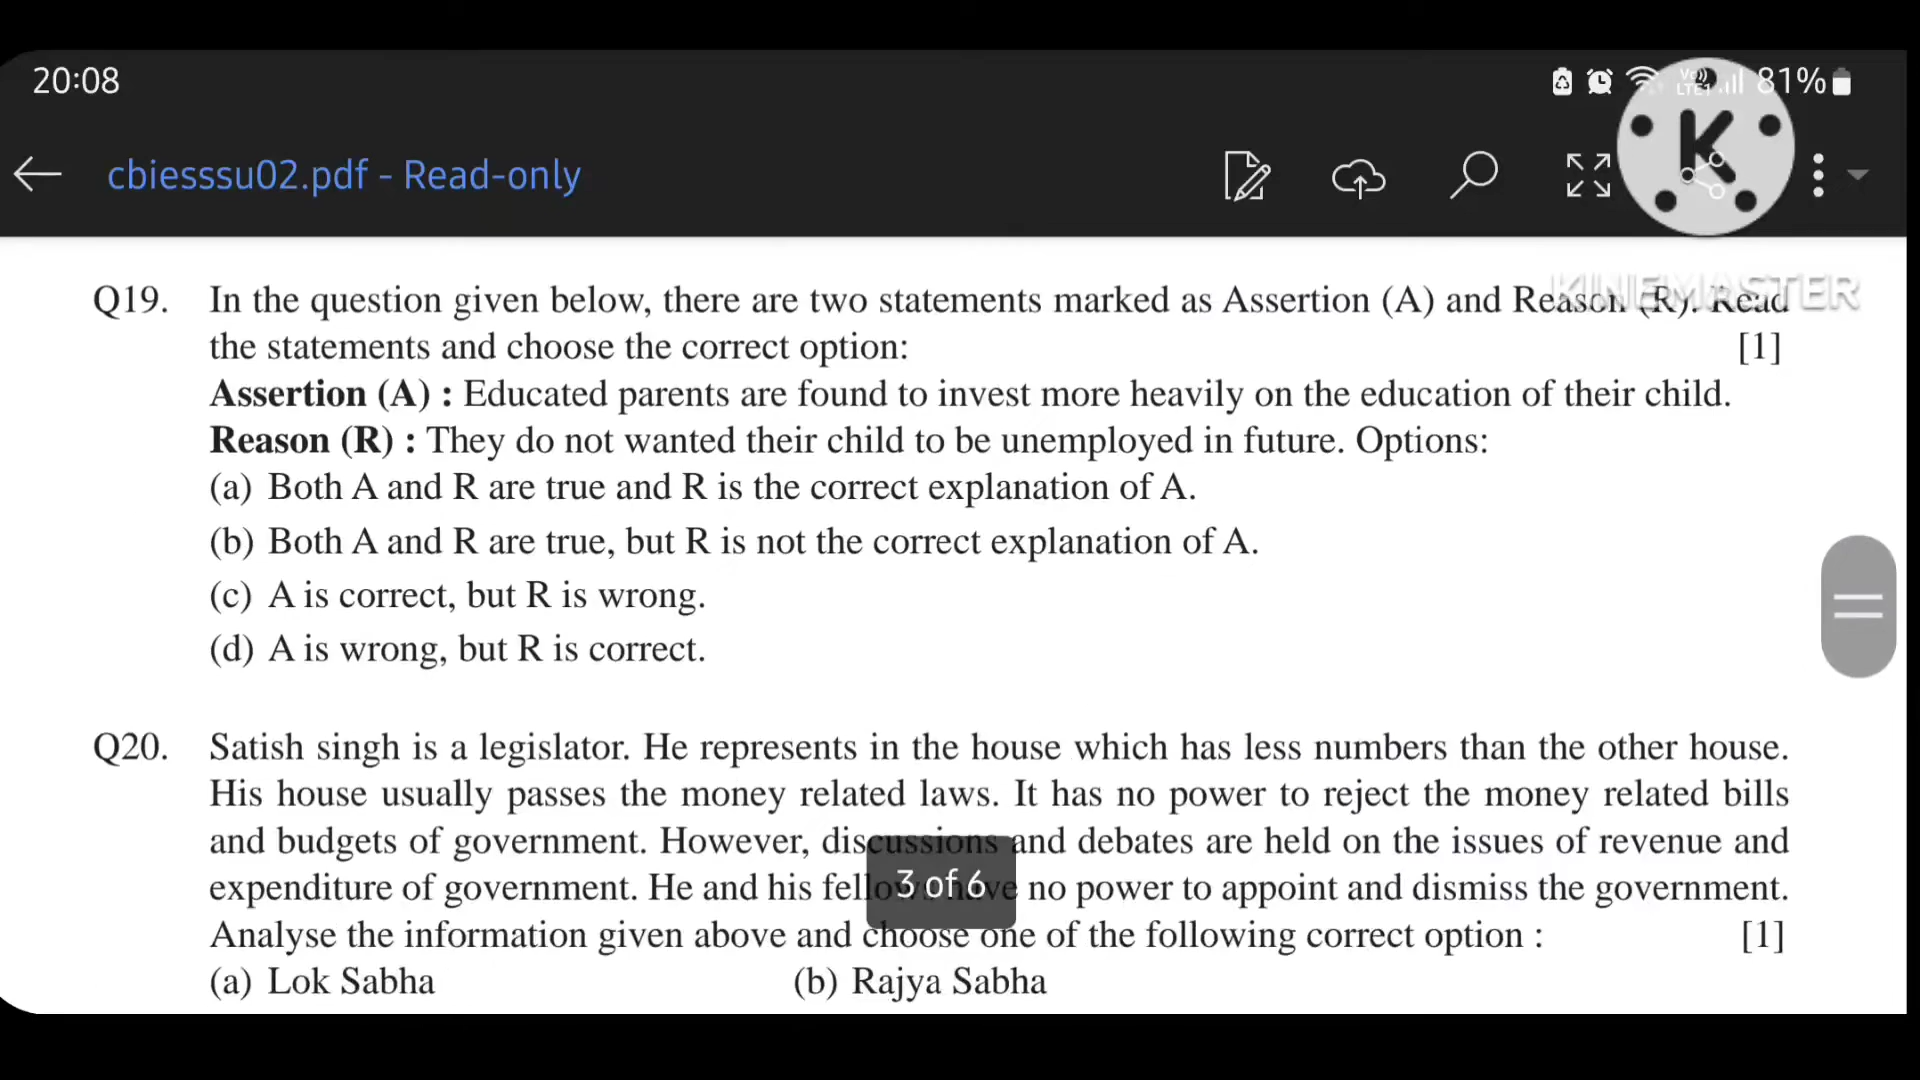 20:08
Vo)) LTE1 81%
cbiesssu02.pdf - Read-only
K
KINEMASTER
Q19. In the question given below, there are two statements marked as Assertion (A) and Reason (R). Read
the statements and choose the correct option: [1]
Assertion (A) : Educated parents are found to invest more heavily on the education of their child.
Reason (R) : They do not wanted their child to be unemployed in future. Options:
(a) Both A and R are true and R is the correct explanation of A.
(b) Both A and R are true, but R is not the correct explanation of A.
(c) A is correct, but R is wrong.
(d) A is wrong, but R is correct.
Q20. Satish singh is a legislator. He represents in the house which has less numbers than the other house.
His house usually passes the money related laws. It has no power to reject the money related bills
and budgets of government. However, discussions and debates are held on the issues of revenue and
expenditure of government. He and his fellows have no power to appoint and dismiss the government.
3 of 6
Analyse the information given above and choose one of the following correct option : [1]
(a) Lok Sabha (b) Rajya Sabha